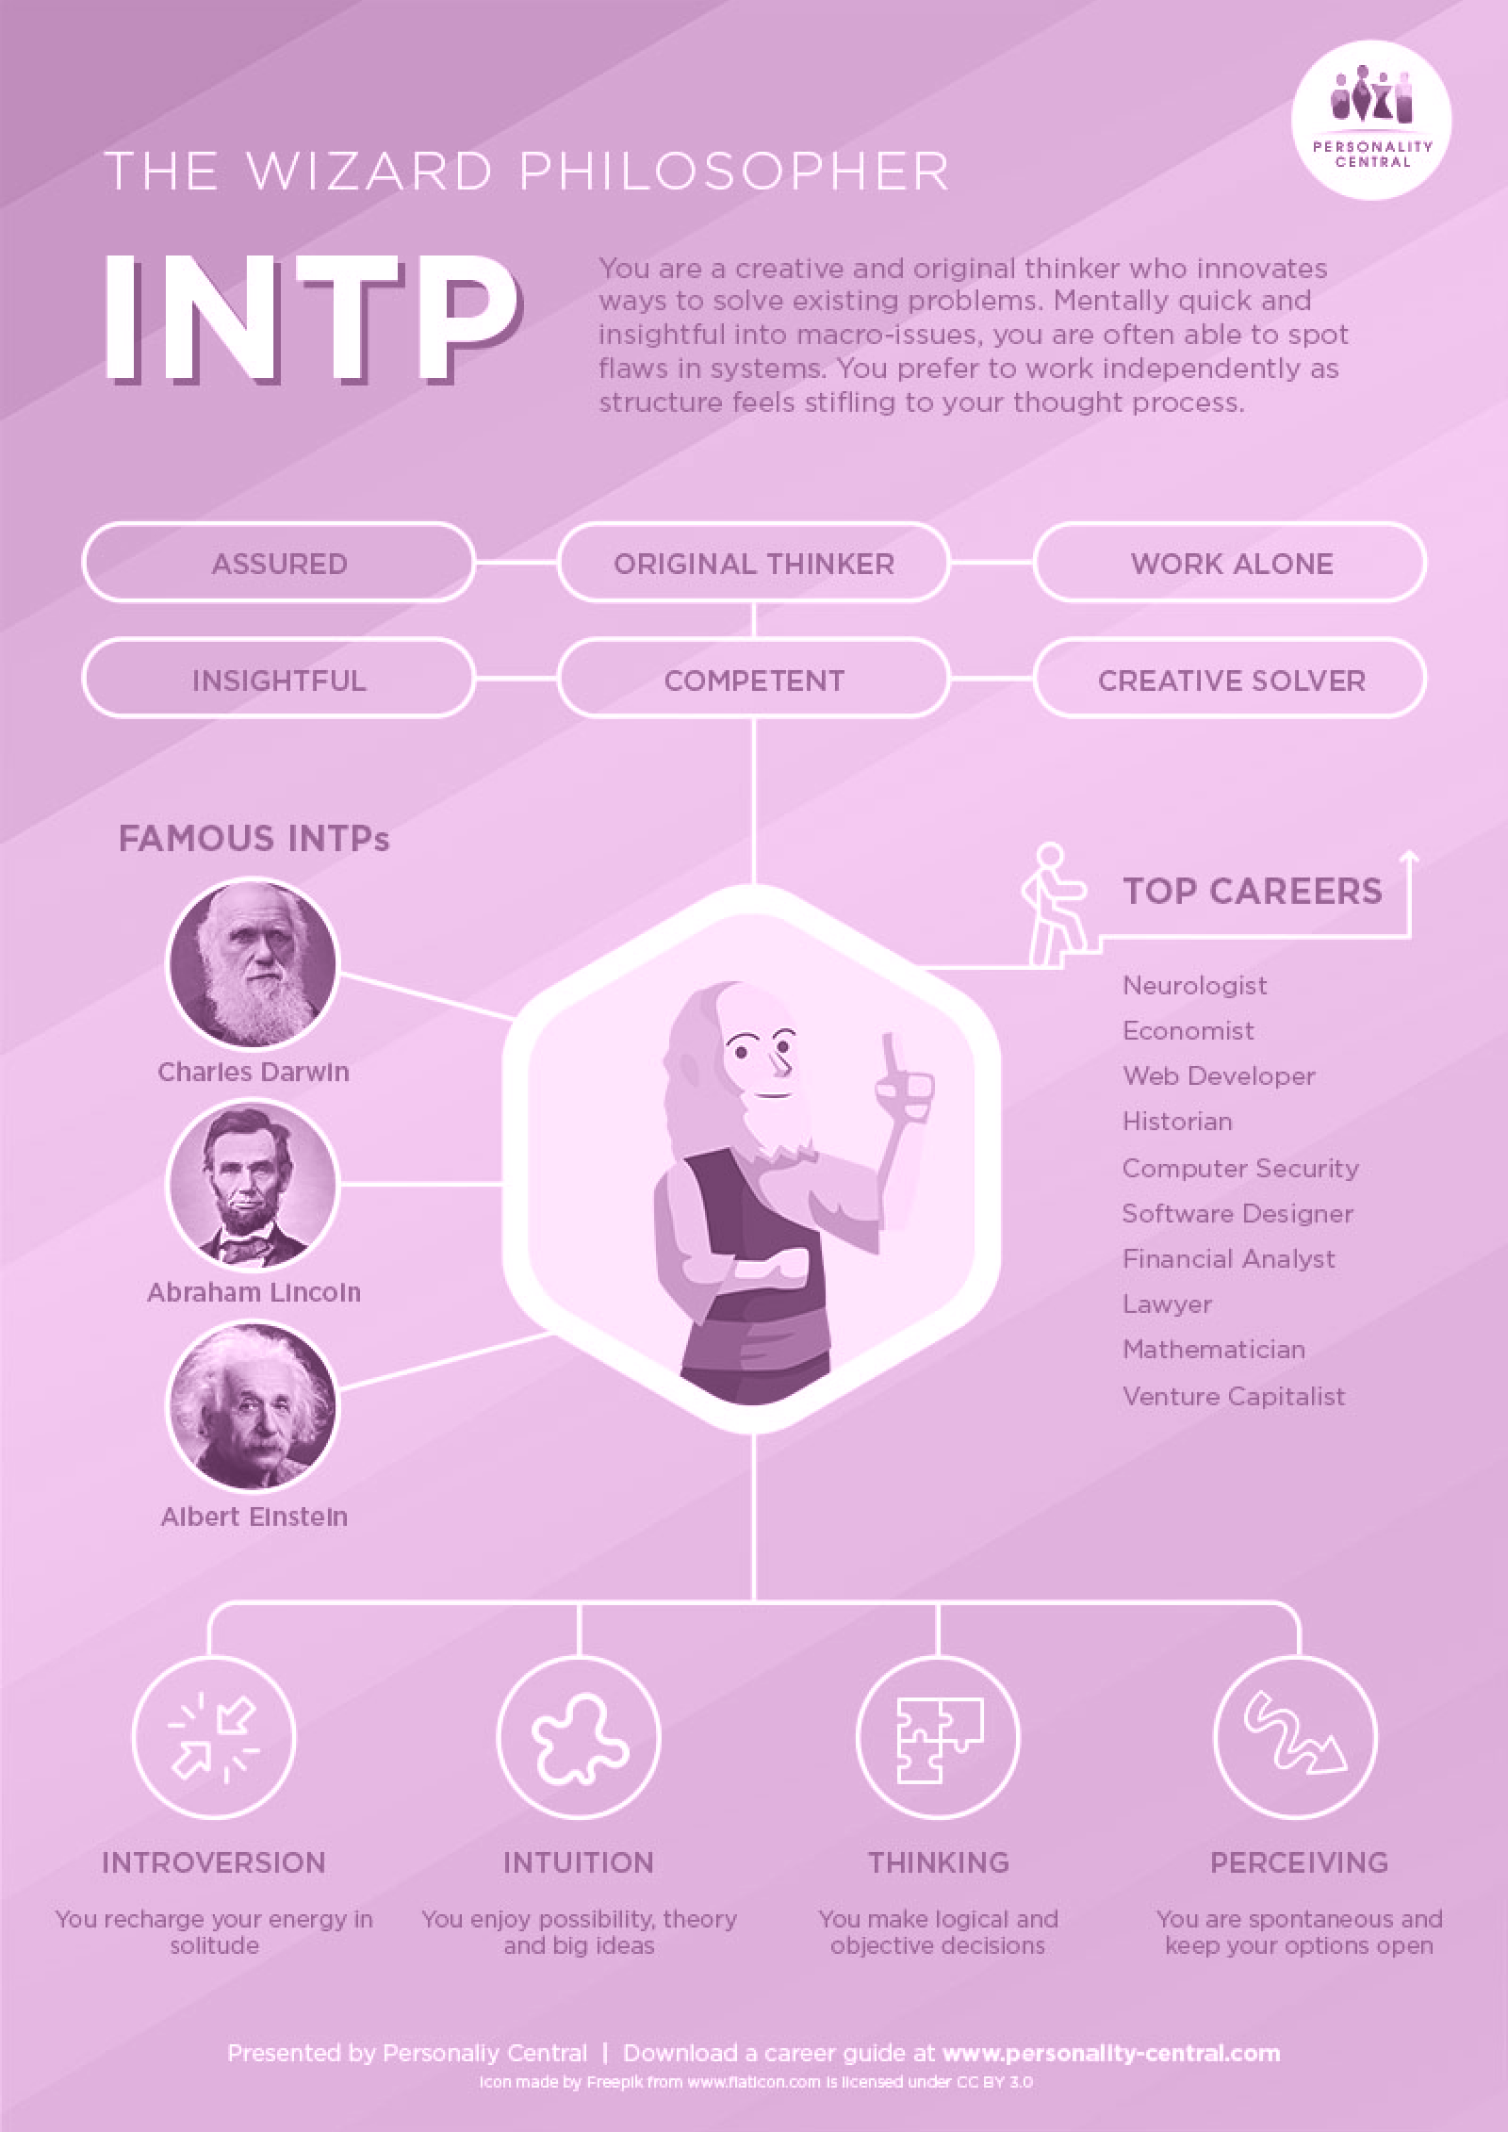 PERSONALITY
CENTRAL
THE WIZARD PHILOSOPHER
INTP
You are a creative and original thinker who innovates
ways to solve existing problems. Mentally quick and
insightful into macro-issues, you are often able to spot
flaws in systems. You prefer to work independently as
structure feels stifling to your thought process.
ASSURED
ORIGINAL THINKER
WORK ALONE
INSIGHTFUL
COMPETENT
CREATIVE SOLVER
FAMOUS INTPs
Charles Darwin
Abraham Lincoln
Albert Einstein
TOP CAREERS
Neurologist
Economist
Web Developer
Historian
Computer Security
Software Designer
Financial Analyst
Lawyer
Mathematician
Venture Capitalist
INTROVERSION
You recharge your energy in
solitude
INTUITION
You enjoy possibility, theory
and big ideas
THINKING
You make logical and
objective decisions
PERCEIVING
You are spontaneous and
keep your options open
Presented by Personaliy Central | Download a career guide at www.personality-central.com
Icon made by Freepik from www.flaticon.com is licensed under CC BY 3.0